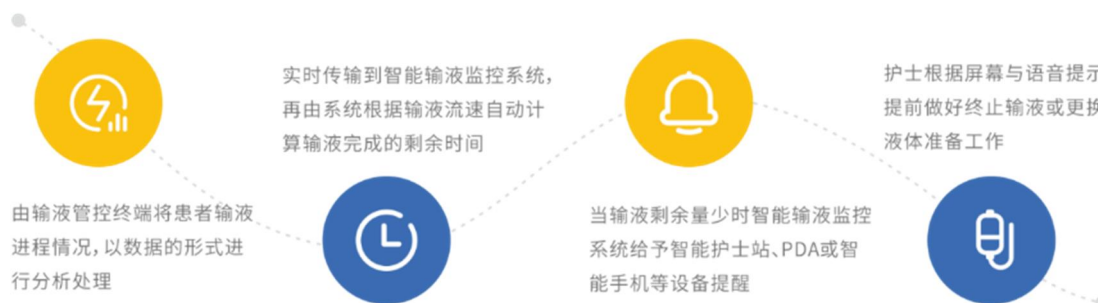 由输液管控终端将患者输液
进程情况，以数据的形式进
行分析处理
实时传输到智能输液监控系统，
再由系统根据输液流速自动计
算输液完成的剩余时间
当输液剩余量少时智能输液监控
系统给予智能护士站、PDA或智
能手机等设备提醒
护士根据屏幕与语音提示
提前做好终止输液或更换
液体准备工作